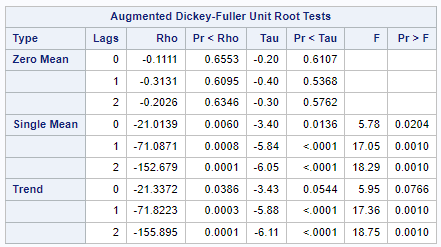 Augmented Dickey-Fuller Unit Root Tests
Type Lags Rho Pr < Rho Tau Pr < Tau F Pr > F
Zero Mean 0 -0.1111 0.6553 -0.20 0.6107
1 -0.3131 0.6095 -0.40 0.5368
2 -0.2026 0.6346 -0.30 0.5762
Single Mean 0 -21.0139 0.0060 -3.40 0.0136 5.78 0.0204
1 -71.0871 0.0008 -5.84 <.0001 17.05 0.0010
2 -152.679 0.0001 -6.05 <.0001 18.29 0.0010
Trend 0 -21.3372 0.0386 -3.43 0.0544 5.95 0.0766
1 -71.8223 0.0003 -5.88 <.0001 17.36 0.0010
2 -155.895 0.0001 -6.11 <.0001 18.75 0.0010